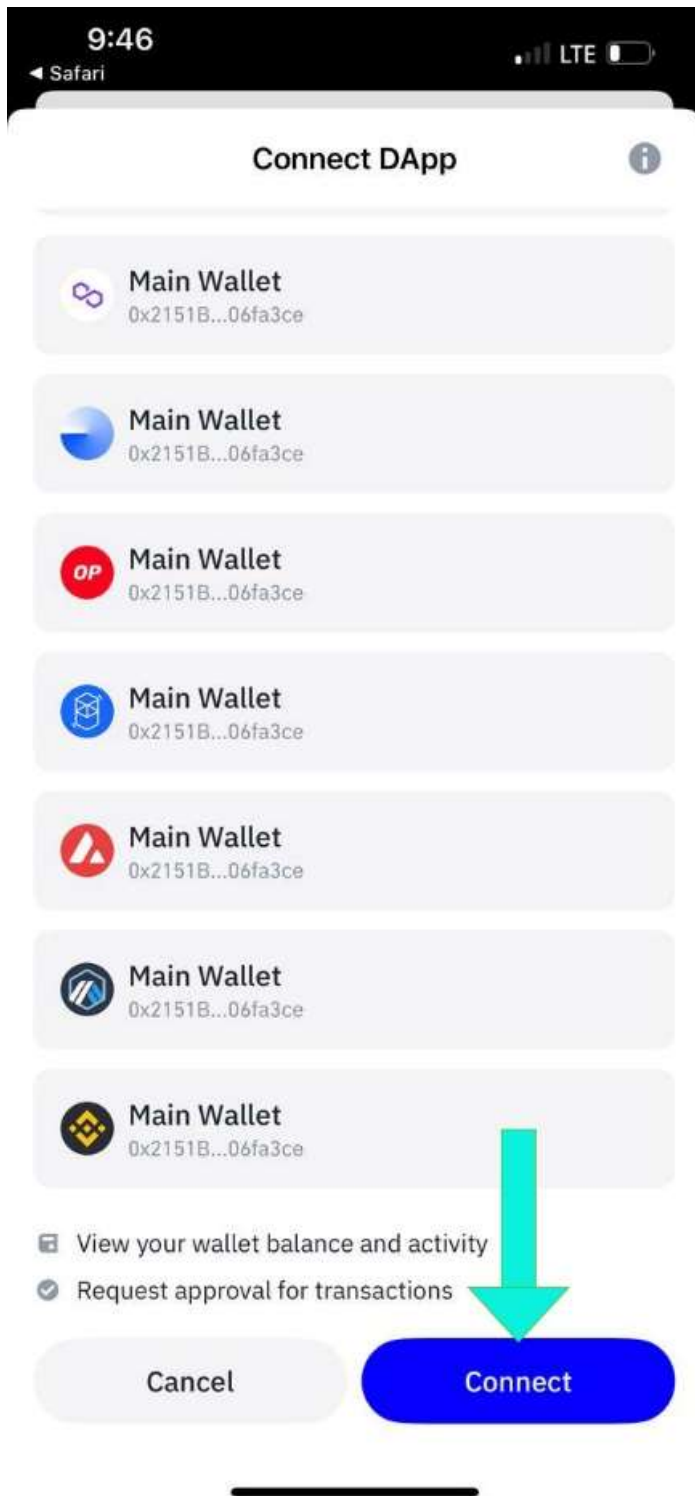 9:46
LTE
◀ Safari
Connect DApp
Main Wallet
0x2151B...06fa3ce
Main Wallet
0x2151B...06fa3ce
OP
Main Wallet
0x2151B...06fa3ce
Main Wallet
0x2151B...06fa3ce
Main Wallet
0x2151B...06fa3ce
Main Wallet
0x2151B...06fa3ce
Main Wallet
0x2151B...06fa3ce
View your wallet balance and activity
Request approval for transactions
Cancel
Connect